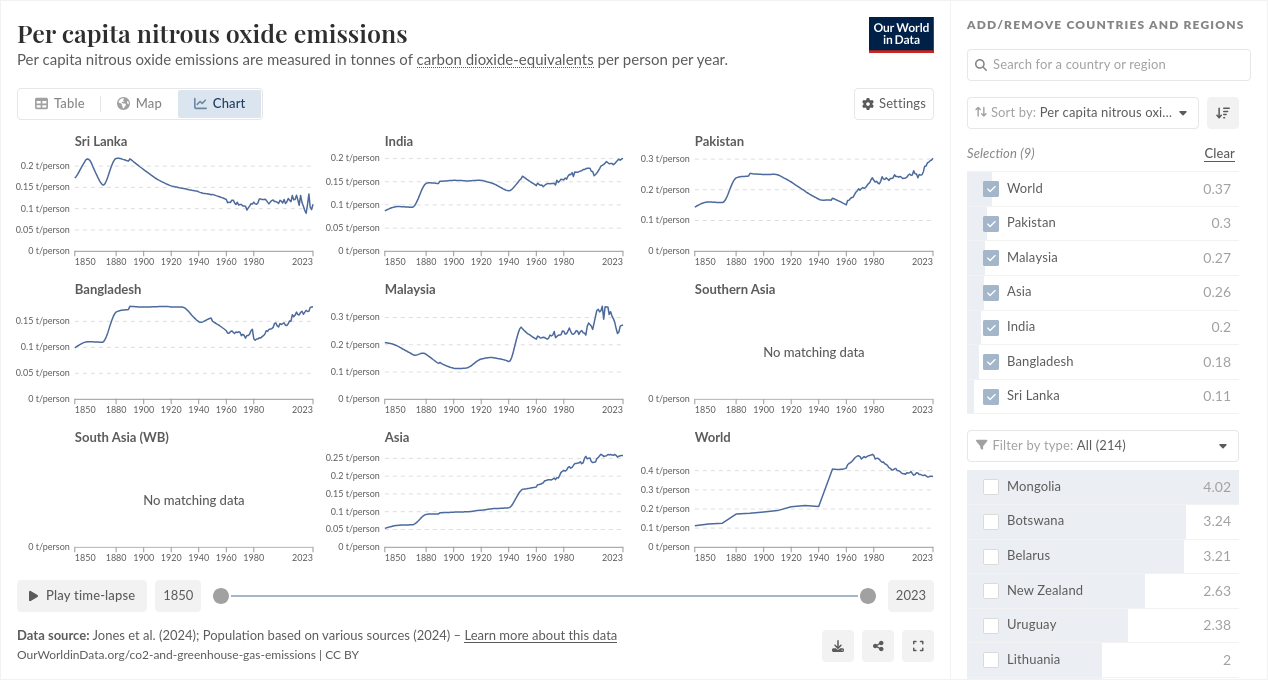 Per capita nitrous oxide emissions
Per capita nitrous oxide emissions are measured in tonnes of carbon dioxide-equivalents per person per year.
Our World
in Data
Table
Map
Chart
Settings
Sri Lanka
0.2 t/person
0.15 t/person
0.1 t/person
0.05 t/person
0 t/person
1850 1880 1900 1920 1940 1960 1980 2023
India
0.2 t/person
0.15 t/person
0.1 t/person
0.05 t/person
0 t/person
1850 1880 1900 1920 1940 1960 1980 2023
Pakistan
0.3 t/person
0.2 t/person
0.1 t/person
0 t/person
1850 1880 1900 1920 1940 1960 1980 2023
Bangladesh
0.15 t/person
0.1 t/person
0.05 t/person
0 t/person
1850 1880 1900 1920 1940 1960 1980 2023
Malaysia
0.3 t/person
0.2 t/person
0.1 t/person
0 t/person
1850 1880 1900 1920 1940 1960 1980 2023
Southern Asia
No matching data
0 t/person
1850 1880 1900 1920 1940 1960 1980 2023
South Asia (WB)
No matching data
0 t/person
1850 1880 1900 1920 1940 1960 1980 2023
Asia
0.25 t/person
0.2 t/person
0.15 t/person
0.1 t/person
0.05 t/person
0 t/person
1850 1880 1900 1920 1940 1960 1980 2023
World
0.4 t/person
0.3 t/person
0.2 t/person
0.1 t/person
0 t/person
1850 1880 1900 1920 1940 1960 1980 2023
Play time-lapse
1850
2023
Data source: Jones et al. (2024); Population based on various sources (2024) – Learn more about this data
OurWorldinData.org/co2-and-greenhouse-gas-emissions | CC BY
ADD/REMOVE COUNTRIES AND REGIONS
Search for a country or region
Sort by: Per capita nitrous oxi...
Selection (9)
Clear
World 0.37
Pakistan 0.3
Malaysia 0.27
Asia 0.26
India 0.2
Bangladesh 0.18
Sri Lanka 0.11
Filter by type: All (214)
Mongolia 4.02
Botswana 3.24
Belarus 3.21
New Zealand 2.63
Uruguay 2.38
Lithuania 2